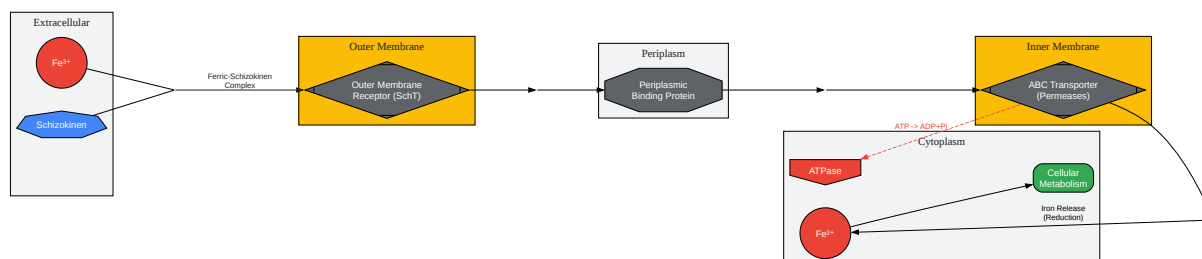 Extracellular
Fe³⁺
Schizokinen
Ferric-Schizokinen
Complex
Outer Membrane
Outer Membrane
Receptor (SchT)
Periplasm
Periplasmic
Binding Protein
Inner Membrane
ABC Transporter
(Permeases)
ATP -> ADP+Pi
Cytoplasm
ATPase
Cellular
Metabolism
Iron Release
(Reduction)
Fe²⁺